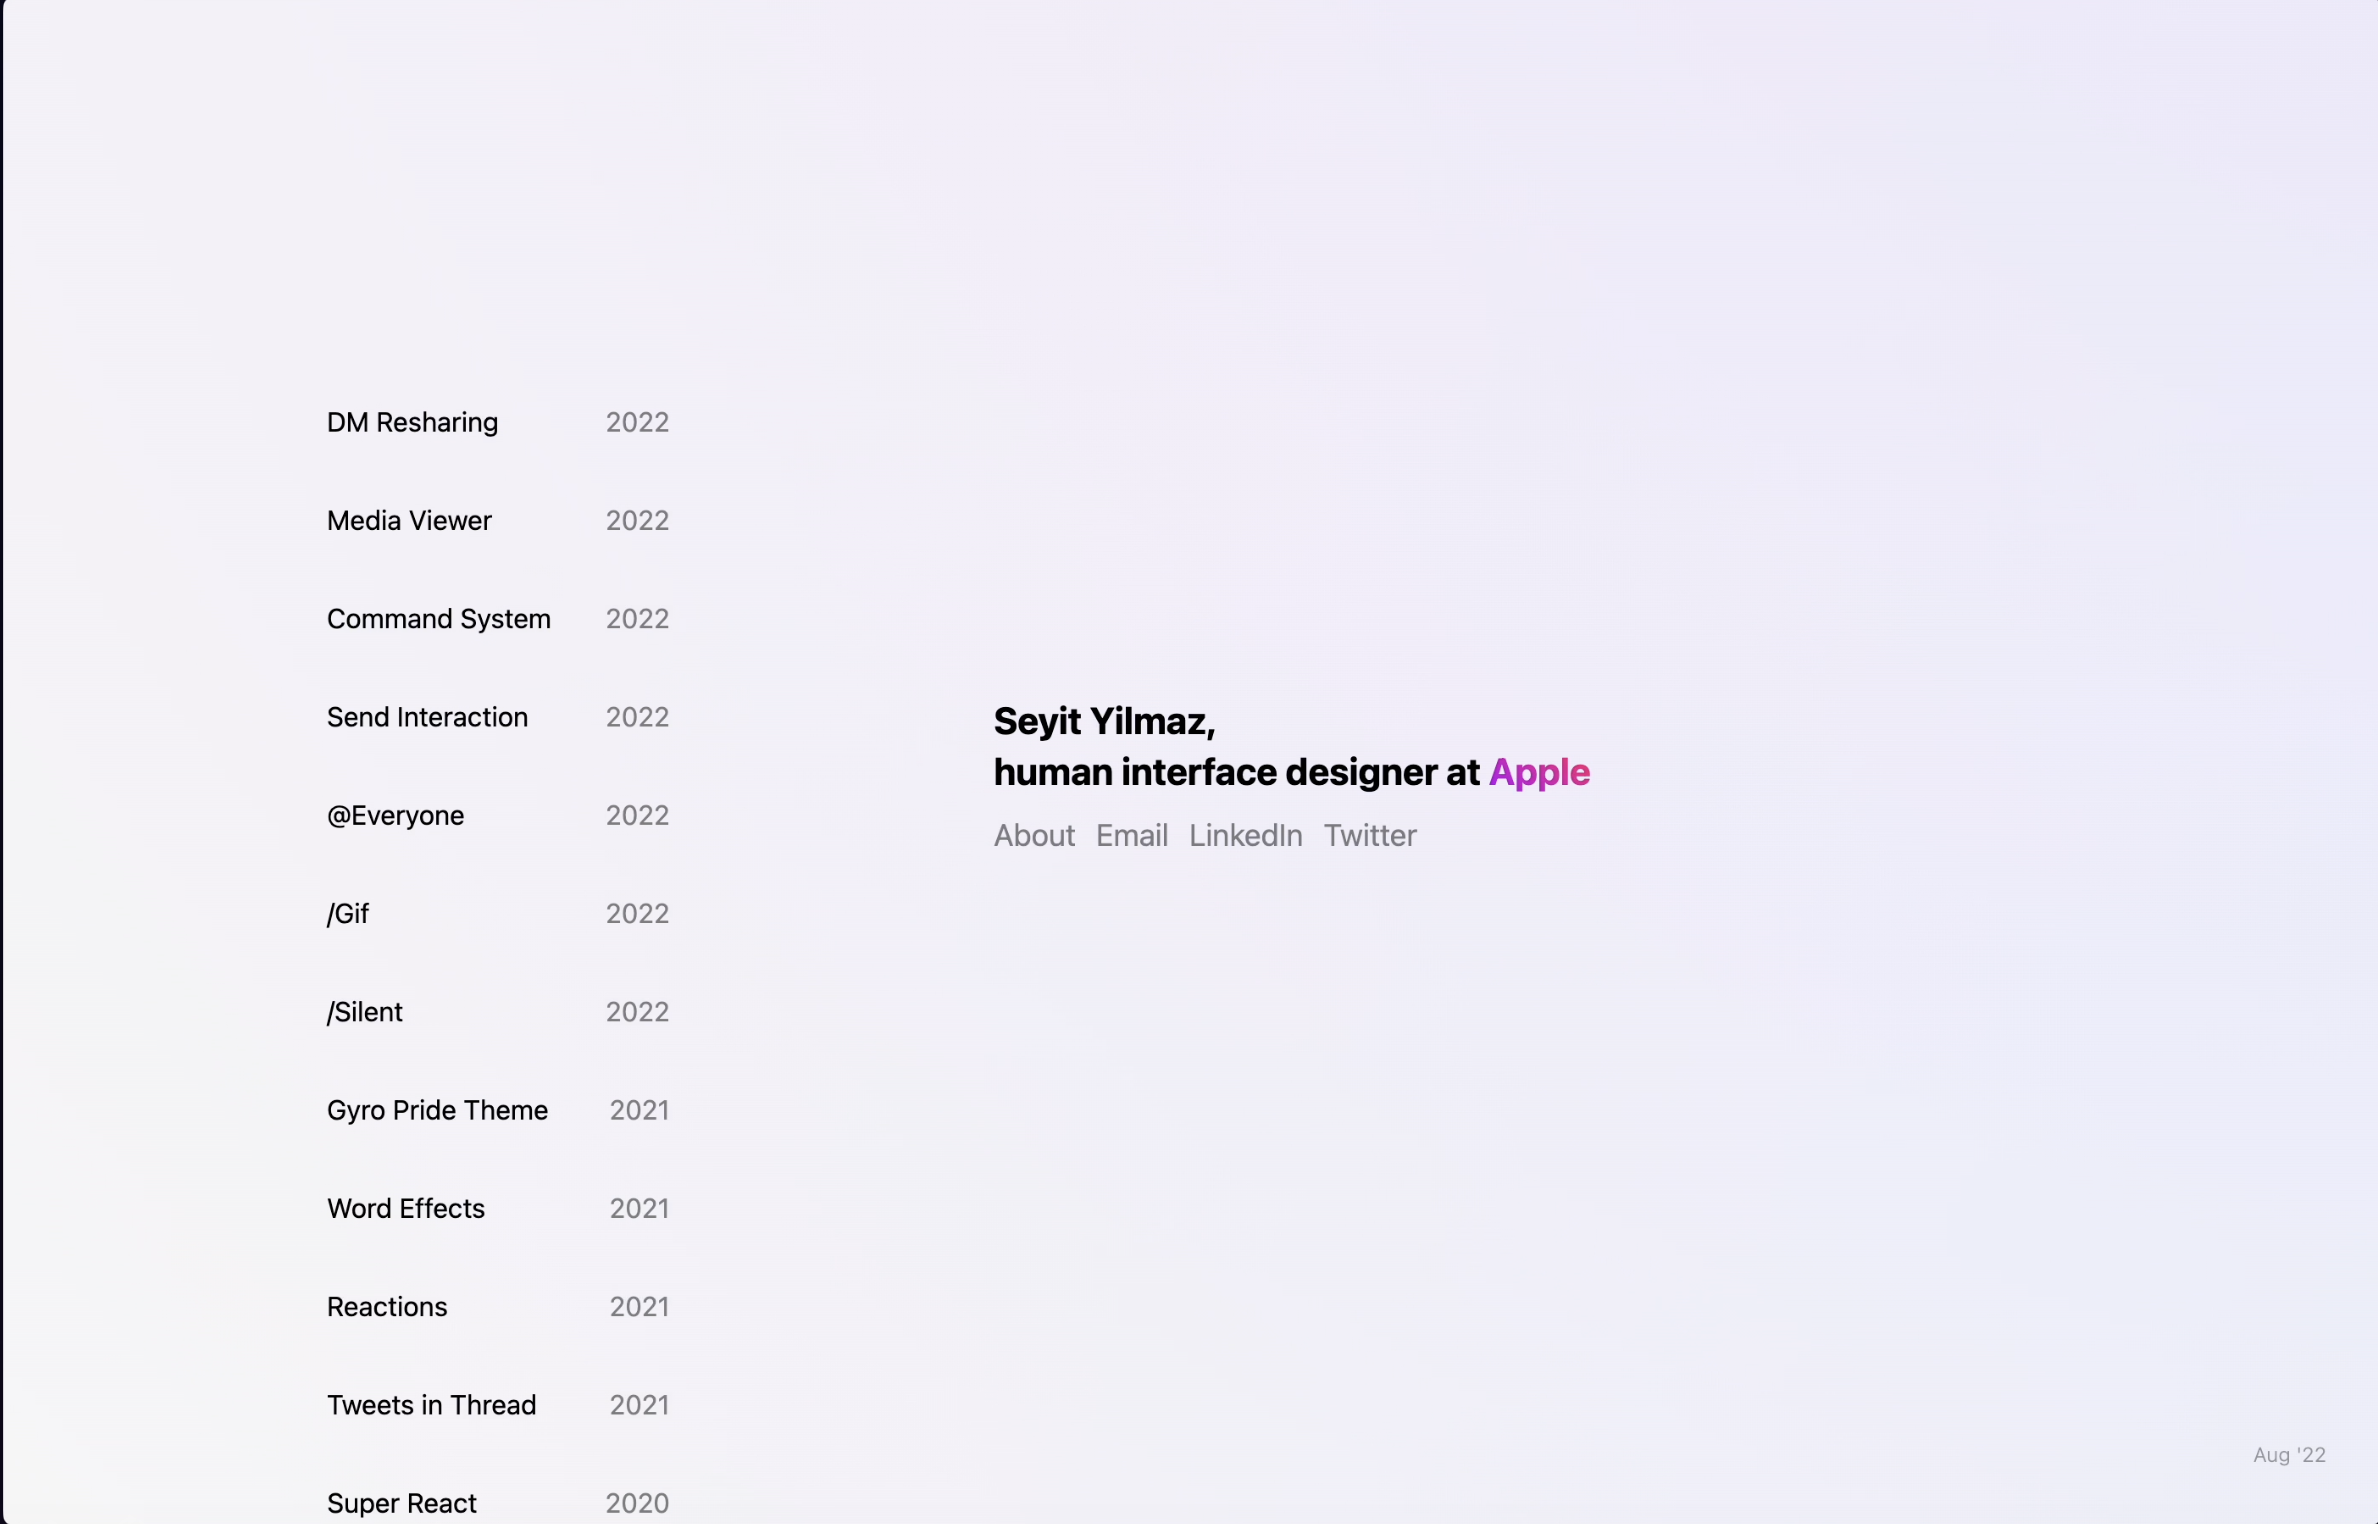 DM Resharing 2022
Media Viewer 2022
Command System 2022
Send Interaction 2022
@Everyone 2022
/Gif 2022
/Silent 2022
Gyro Pride Theme 2021
Word Effects 2021
Reactions 2021
Tweets in Thread 2021
Super React 2020
Seyit Yilmaz,
human interface designer at Apple
About Email LinkedIn Twitter
Aug '22